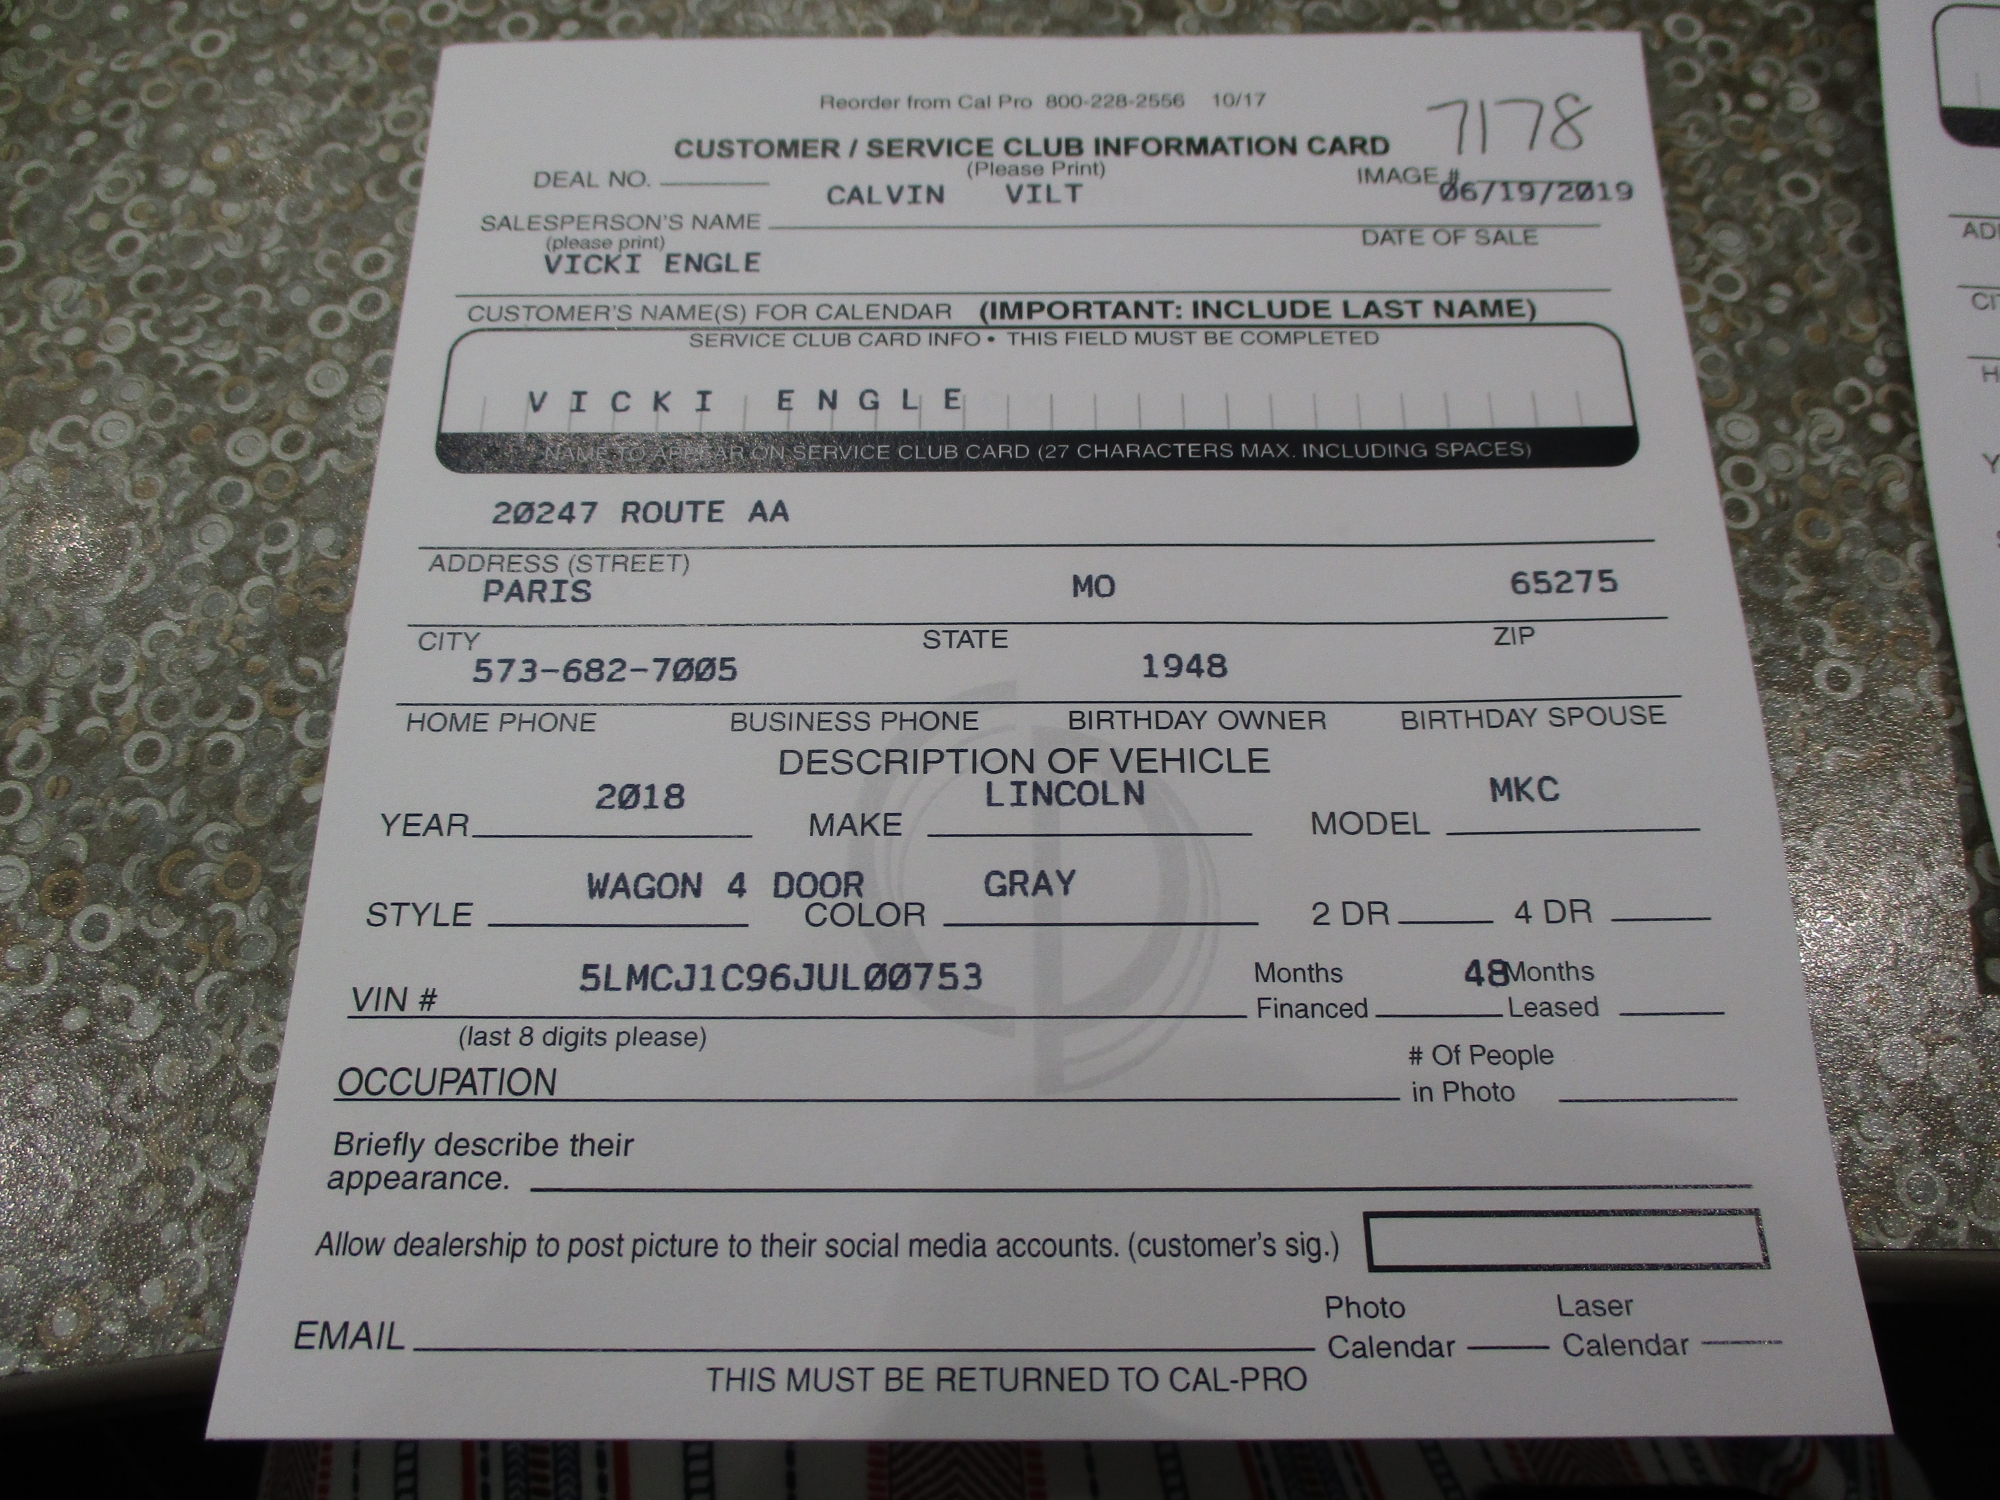 Reorder from Cal Pro 800-228-2556 10/17
7178
CUSTOMER / SERVICE CLUB INFORMATION CARD
(Please Print)
DEAL NO. IMAGE #
CALVIN VILT 06/19/2019
SALESPERSON'S NAME DATE OF SALE
(please print)
VICKI ENGLE
CUSTOMER'S NAME(S) FOR CALENDAR (IMPORTANT: INCLUDE LAST NAME)
SERVICE CLUB CARD INFO • THIS FIELD MUST BE COMPLETED
VICKI ENGLE
NAME TO APPEAR ON SERVICE CLUB CARD (27 CHARACTERS MAX. INCLUDING SPACES)
20247 ROUTE AA
ADDRESS (STREET)
PARIS MO 65275
CITY STATE ZIP
573-682-7005 1948
HOME PHONE BUSINESS PHONE BIRTHDAY OWNER BIRTHDAY SPOUSE
DESCRIPTION OF VEHICLE
2018 LINCOLN MKC
YEAR MAKE MODEL
WAGON 4 DOOR GRAY
STYLE COLOR 2 DR 4 DR
5LMCJ1C96JUL00753 Months 48 Months
VIN # Financed Leased
(last 8 digits please)
# Of People
OCCUPATION in Photo
Briefly describe their
appearance.
Allow dealership to post picture to their social media accounts. (customer's sig.)
Photo Laser
EMAIL Calendar Calendar
THIS MUST BE RETURNED TO CAL-PRO